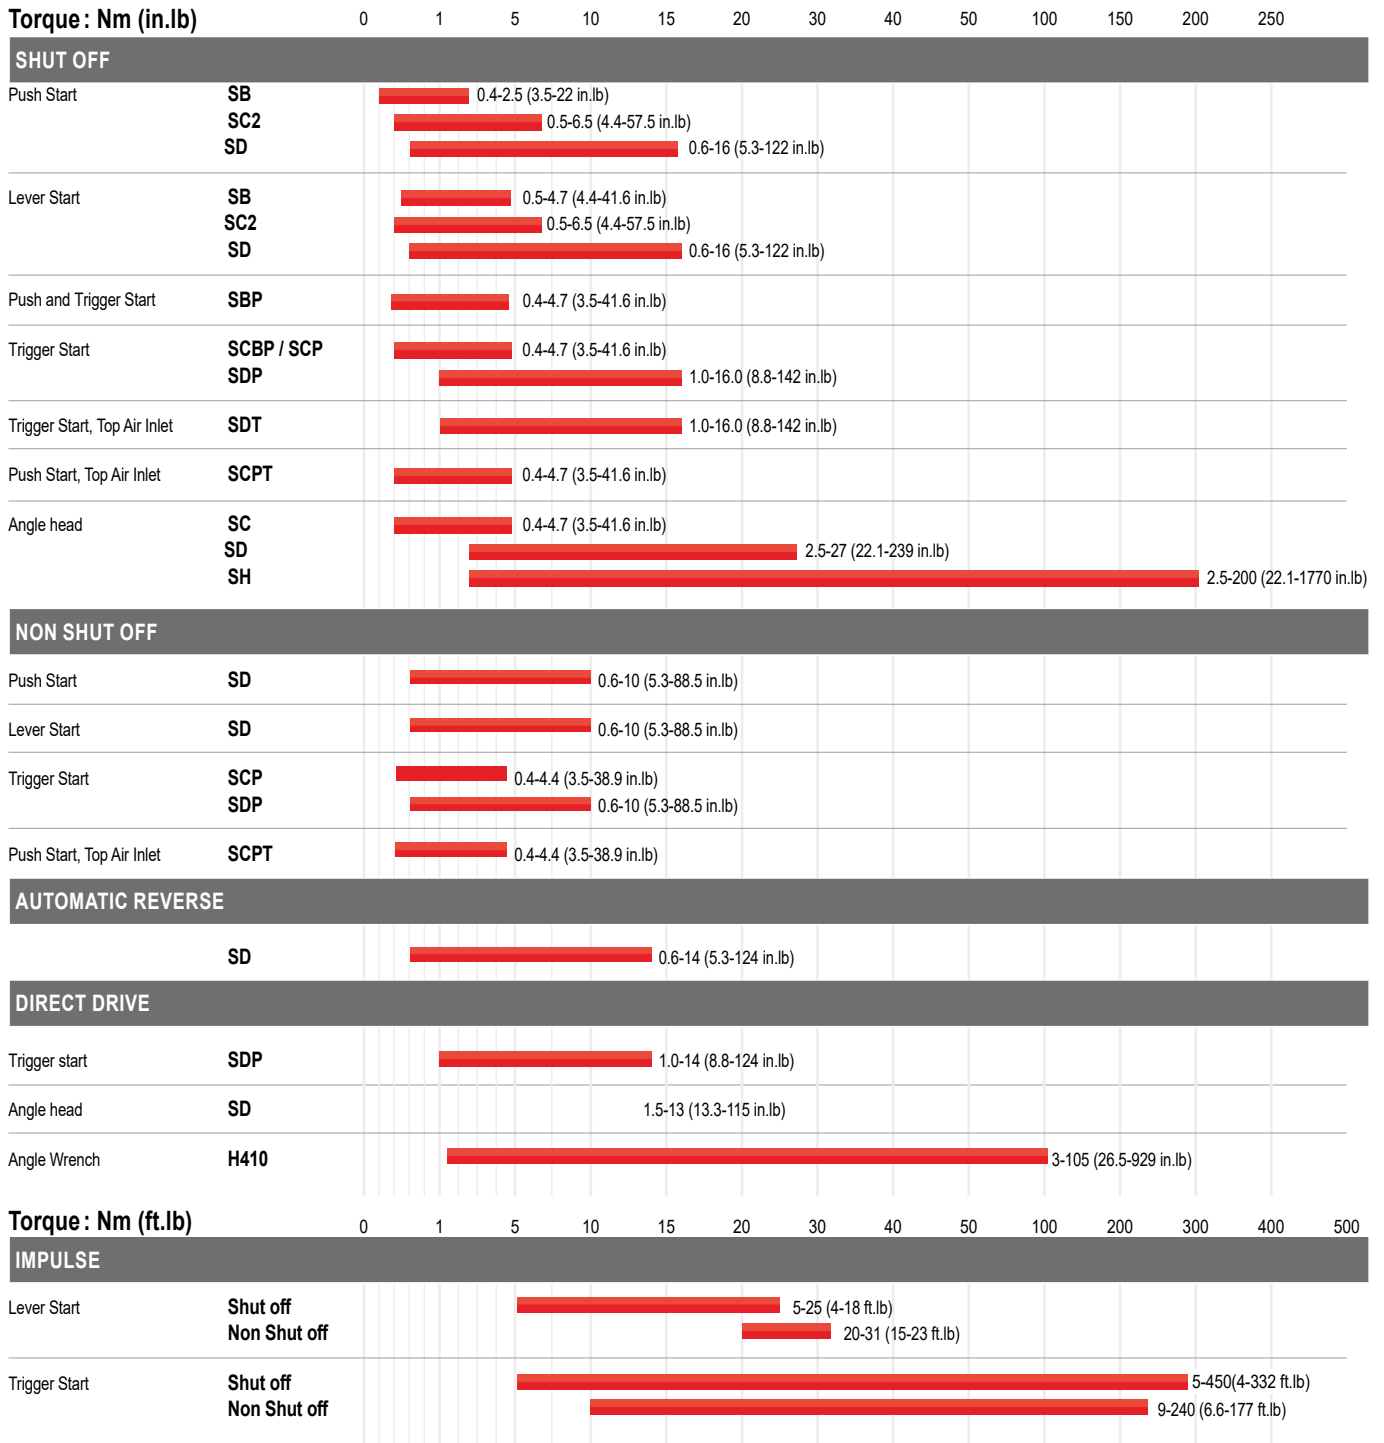 Torque : Nm (in.lb) 0 1 5 10 15 20 30 40 50 100 150 200 250
SHUT OFF
Push Start SB 0.4-2.5 (3.5-22 in.lb)
SC2 0.5-6.5 (4.4-57.5 in.lb)
SD 0.6-16 (5.3-122 in.lb)
Lever Start SB 0.5-4.7 (4.4-41.6 in.lb)
SC2 0.5-6.5 (4.4-57.5 in.lb)
SD 0.6-16 (5.3-122 in.lb)
Push and Trigger Start SBP 0.4-4.7 (3.5-41.6 in.lb)
Trigger Start SCBP / SCP 0.4-4.7 (3.5-41.6 in.lb)
SDP 1.0-16.0 (8.8-142 in.lb)
Trigger Start, Top Air Inlet SDT 1.0-16.0 (8.8-142 in.lb)
Push Start, Top Air Inlet SCPT 0.4-4.7 (3.5-41.6 in.lb)
Angle head SC 0.4-4.7 (3.5-41.6 in.lb)
SD 2.5-27 (22.1-239 in.lb)
SH 2.5-200 (22.1-1770 in.lb)
NON SHUT OFF
Push Start SD 0.6-10 (5.3-88.5 in.lb)
Lever Start SD 0.6-10 (5.3-88.5 in.lb)
Trigger Start SCP 0.4-4.4 (3.5-38.9 in.lb)
SDP 0.6-10 (5.3-88.5 in.lb)
Push Start, Top Air Inlet SCPT 0.4-4.4 (3.5-38.9 in.lb)
AUTOMATIC REVERSE
SD 0.6-14 (5.3-124 in.lb)
DIRECT DRIVE
Trigger start SDP 1.0-14 (8.8-124 in.lb)
Angle head SD 1.5-13 (13.3-115 in.lb)
Angle Wrench H410 3-105 (26.5-929 in.lb)
Torque : Nm (ft.lb) 0 1 5 10 15 20 30 40 50 100 200 300 400 500
IMPULSE
Lever Start Shut off 5-25 (4-18 ft.lb)
Non Shut off 20-31 (15-23 ft.lb)
Trigger Start Shut off 5-450(4-332 ft.lb)
Non Shut off 9-240 (6.6-177 ft.lb)